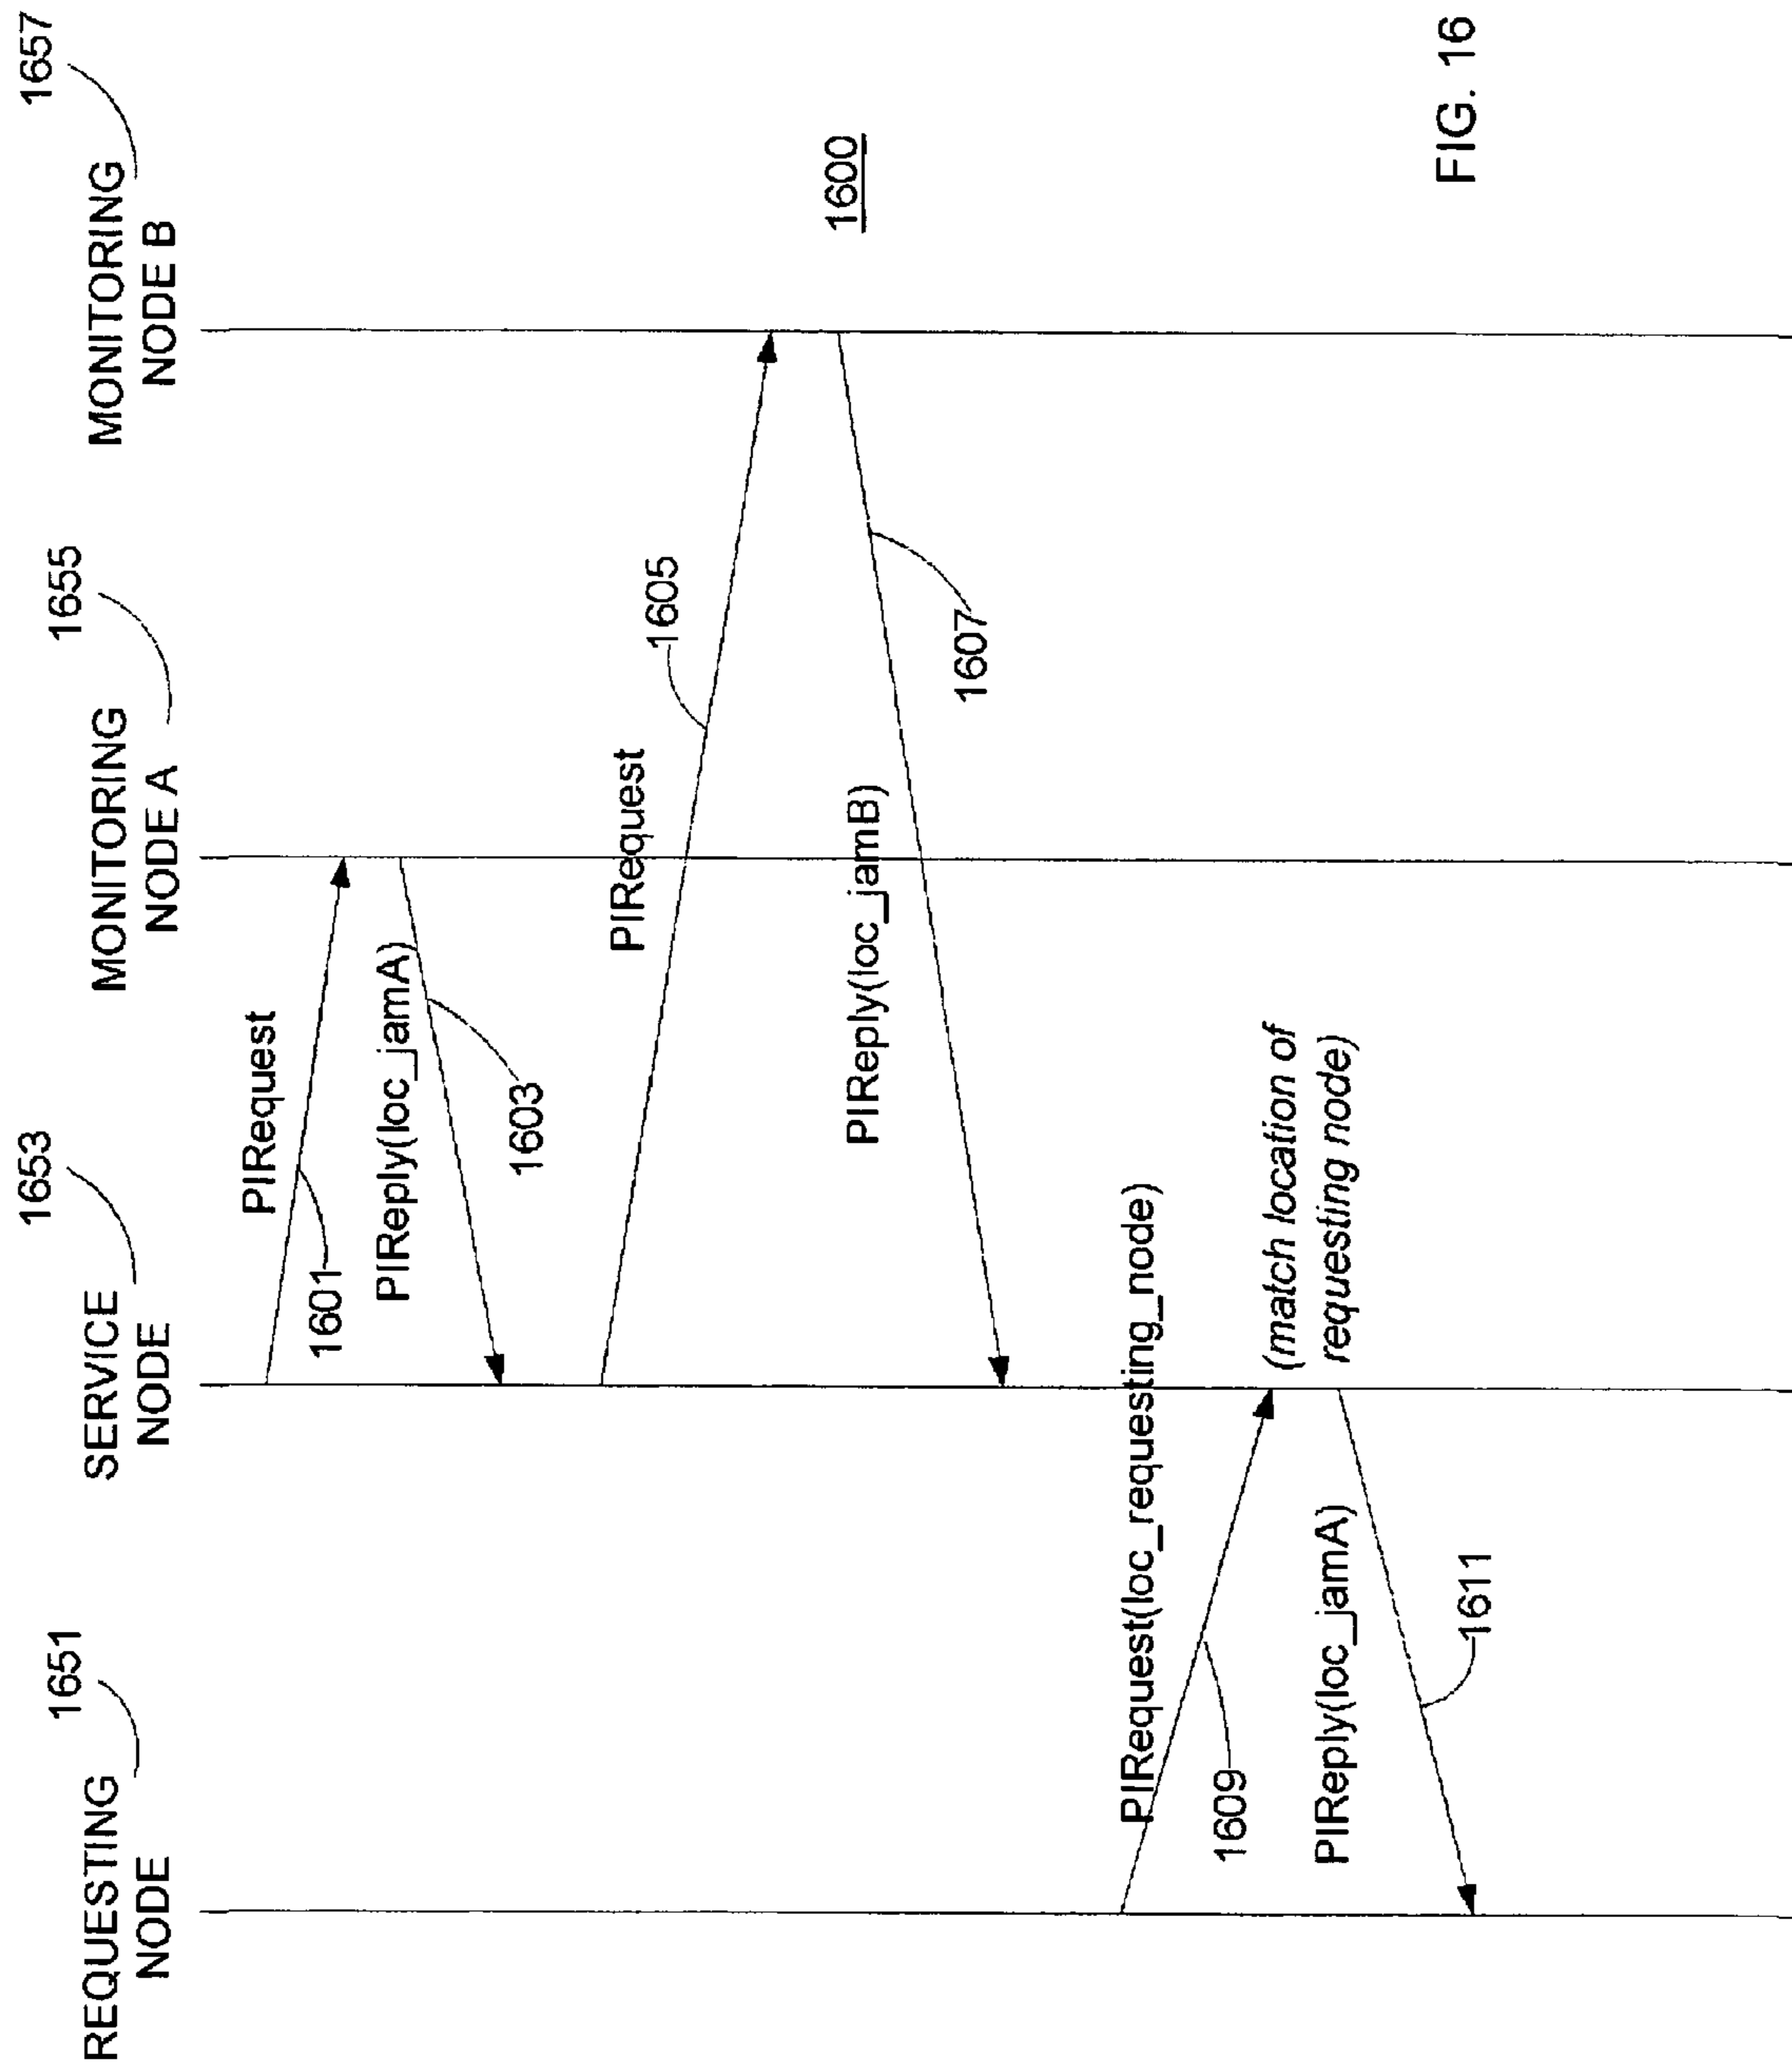 1651
REQUESTING
NODE
1653
SERVICE
NODE
1655
MONITORING
NODE A
1657
MONITORING
NODE B
PIRequest
1601
PIReply(loc_jamA)
1603
PIRequest
1605
PIReply(loc_jamB)
1607
1600
PIRequest(loc_requesting_node)
1609
(match location of
requesting node)
PIReply(loc_jamA)
1611
FIG. 16